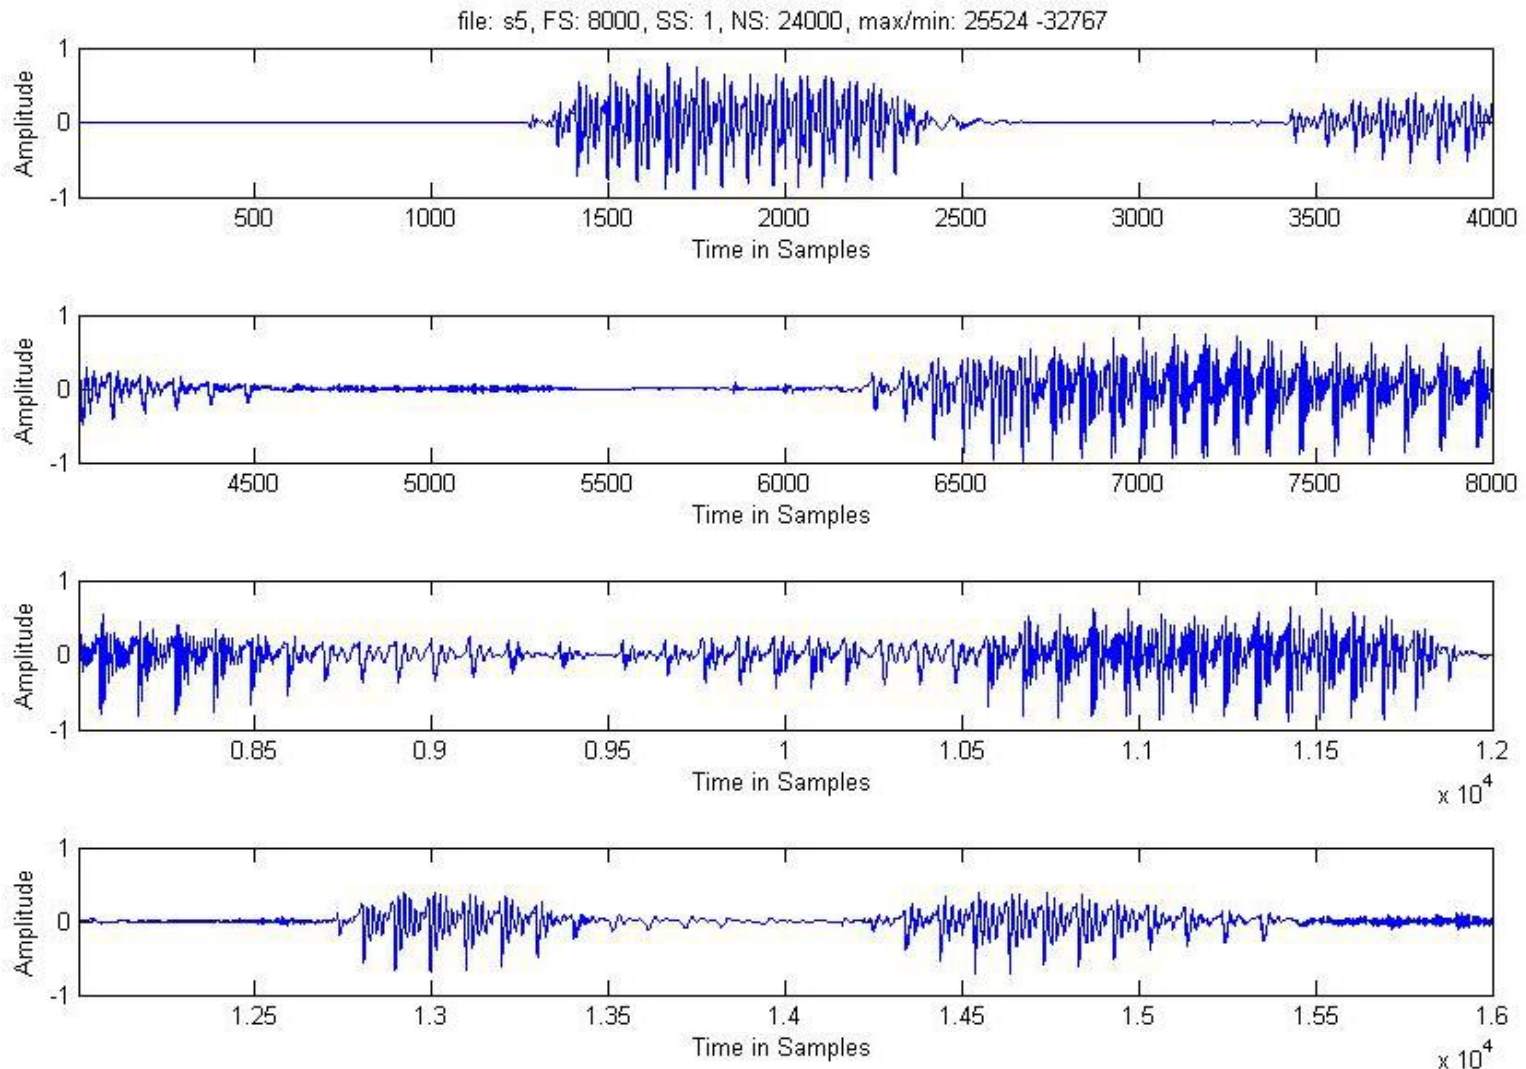 file: s5, FS: 8000, SS: 1, NS: 24000, max/min: 25524 -32767
1
0
-1
Amplitude
500 1000 1500 2000 2500 3000 3500 4000
Time in Samples
1
0
-1
Amplitude
4500 5000 5500 6000 6500 7000 7500 8000
Time in Samples
1
0
-1
Amplitude
0.85 0.9 0.95 1 1.05 1.1 1.15 1.2
Time in Samples
x 10^4
1
0
-1
Amplitude
1.25 1.3 1.35 1.4 1.45 1.5 1.55 1.6
Time in Samples
x 10^4